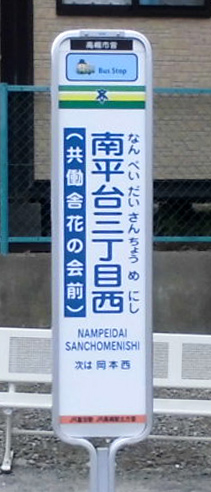 高槻市営
Bus Stop
南平台三丁目西
なんぺいだいさんちょうめにし
(共働舎花の会前)
NAMPEIDAI
SANCHOMENISHI
次は 岡本西